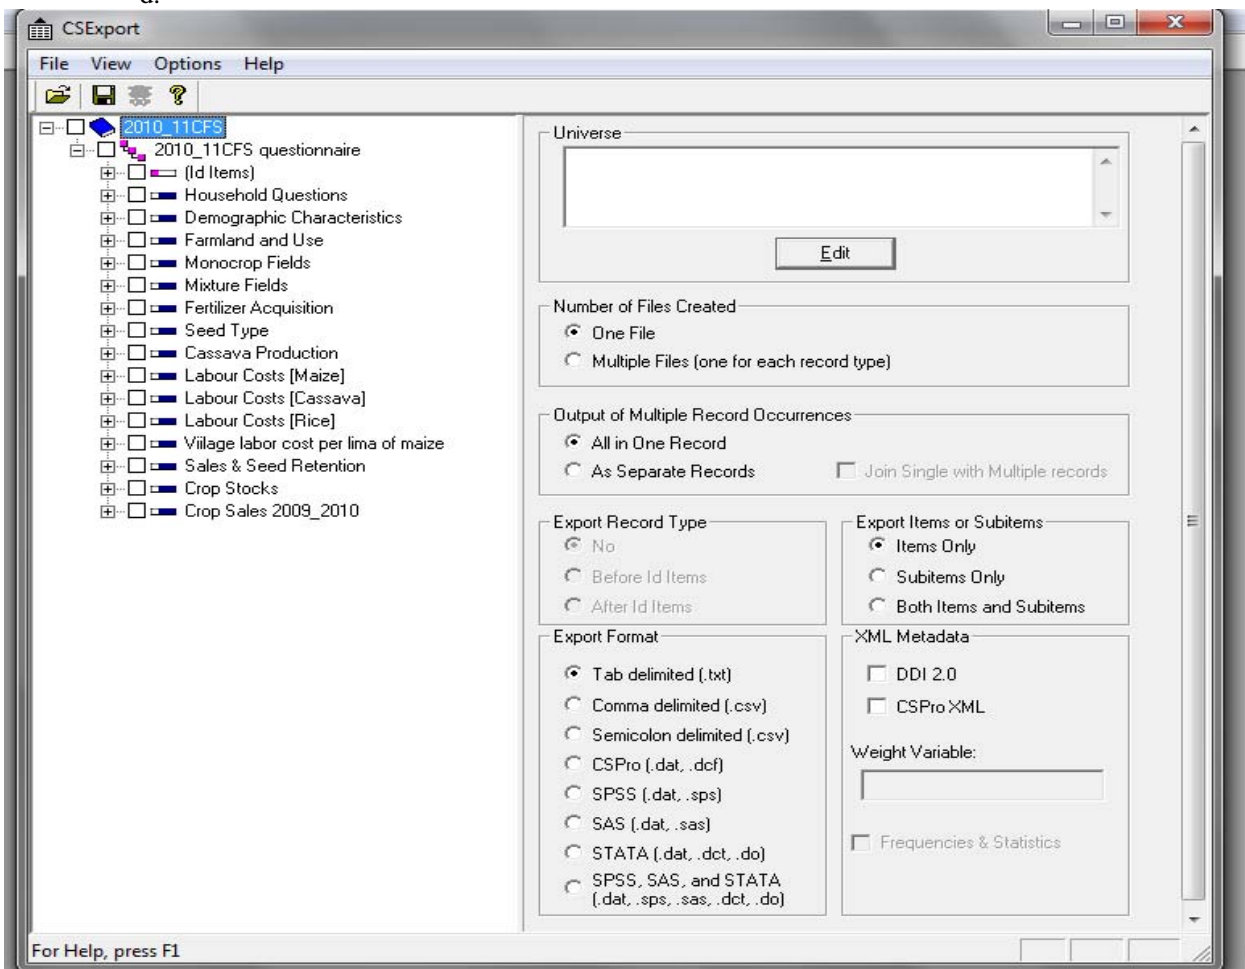 d.
CSExport
File View Options Help
2010_11CFS
2010_11CFS questionnaire
(Id Items)
Household Questions
Demographic Characteristics
Farmland and Use
Monocrop Fields
Mixture Fields
Fertilizer Acquisition
Seed Type
Cassava Production
Labour Costs [Maize]
Labour Costs [Cassava]
Labour Costs [Rice]
Viilage labor cost per lima of maize
Sales & Seed Retention
Crop Stocks
Crop Sales 2009_2010
Universe
Edit
Number of Files Created
One File
Multiple Files (one for each record type)
Output of Multiple Record Occurrences
All in One Record
As Separate Records
Join Single with Multiple records
Export Record Type
No
Before Id Items
After Id Items
Export Items or Subitems
Items Only
Subitems Only
Both Items and Subitems
Export Format
Tab delimited (.txt)
Comma delimited (.csv)
Semicolon delimited (.csv)
CSPro (.dat, .dcf)
SPSS (.dat, .sps)
SAS (.dat, .sas)
STATA (.dat, .dct, .do)
SPSS, SAS, and STATA
(.dat, .sps, .sas, .dct, .do)
XML Metadata
DDI 2.0
CSPro XML
Weight Variable:
Frequencies & Statistics
For Help, press F1